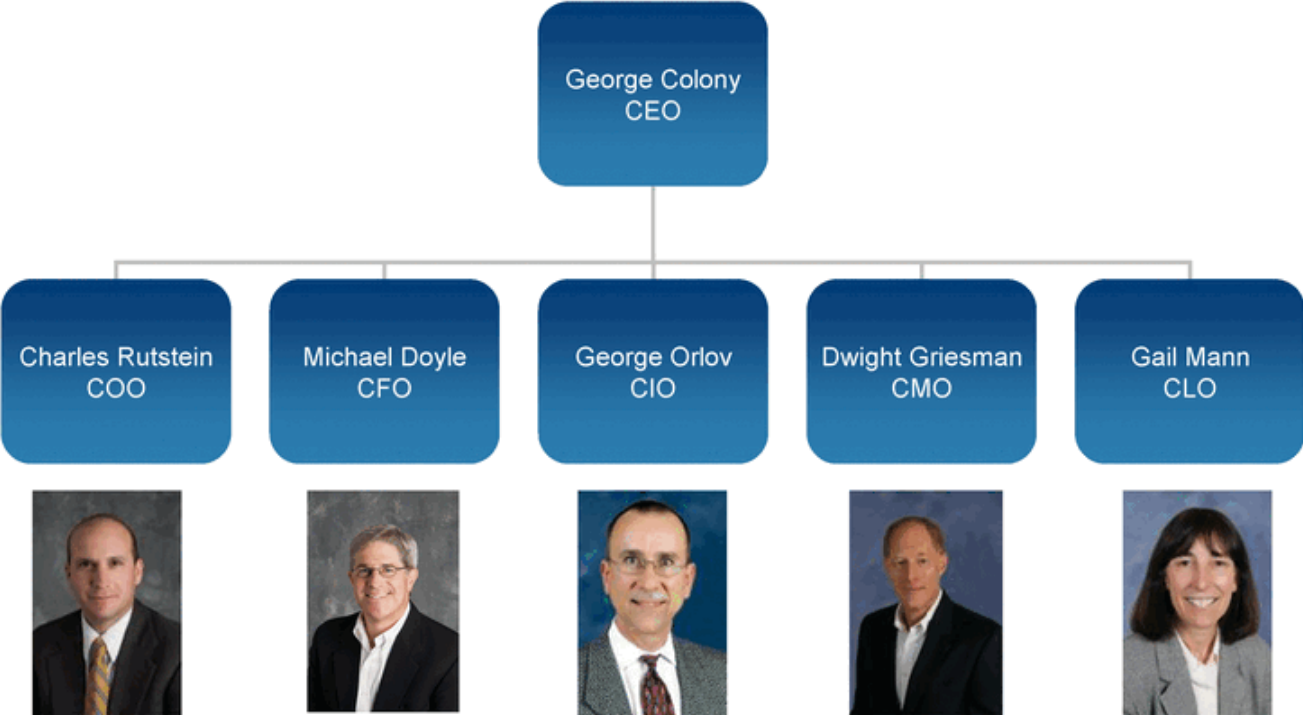 George Colony
CEO
Charles Rutstein
COO
Michael Doyle
CFO
George Orlov
CIO
Dwight Griesman
CMO
Gail Mann
CLO